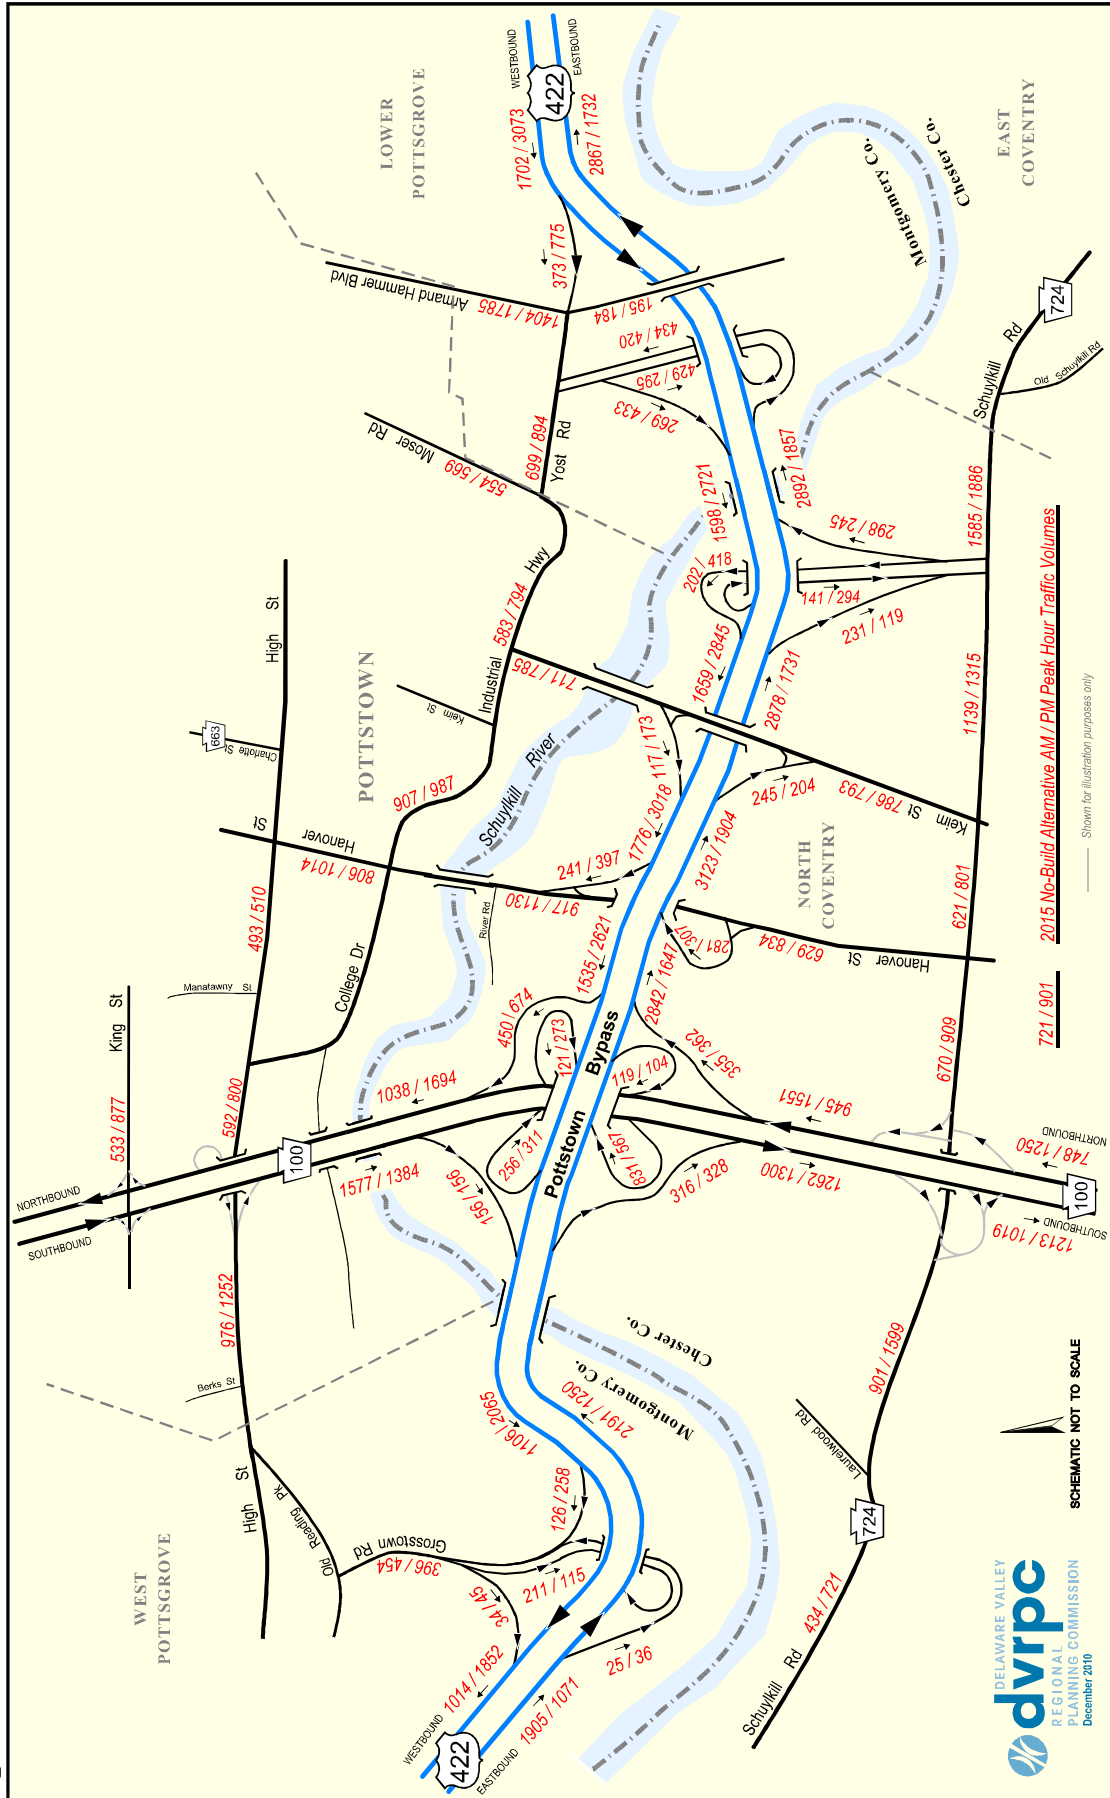 WESTBOUND
EASTBOUND
422
1702 / 3073
2867 / 1732
LOWER
POTTSGROVE
EAST
COVENTRY
Montgomery Co.
Chester Co.
373 / 775
Armand Hammer Blvd
1404 / 1785
195 / 184
434 / 420
429 / 295
269 / 433
724
Schuylkill Rd
Old Schuylkill Rd
Moser Rd
554 / 569
699 / 894
Yost Rd
1598 / 2721
2892 / 1857
298 / 245
1585 / 1886
202 / 418
141 / 294
231 / 119
High St
583 / 794
Industrial Hwy
711 / 785
1659 / 2845
2878 / 1731
1139 / 1315
POTTSTOWN
Keim St
663
Charlotte St
Schuylkill River
117 / 173
245 / 204
786 / 793
Keim St
907 / 987
1776 / 3018
3123 / 1904
NORTH
COVENTRY
Hanover St
806 / 1014
241 / 397
917 / 1130
621 / 801
493 / 510
River Rd
1535 / 2621
281 / 307
629 / 834
Hanover St
2842 / 1647
Manatawny St
College Dr
450 / 674
121 / 273
Pottstown Bypass
119 / 104
355 / 362
670 / 909
King St
533 / 877
592 / 800
1038 / 1694
945 / 1551
748 / 1250
NORTHBOUND
NORTHBOUND
SOUTHBOUND
100
1577 / 1384
156 / 156
256 / 311
831 / 567
316 / 328
1262 / 1300
100
SOUTHBOUND
1213 / 1019
976 / 1252
Berks St
Chester Co.
Montgomery Co.
901 / 1599
1106 / 2065
2191 / 1250
Laurelwood Rd
High St
Old Reading Pk
Grosstown Rd
396 / 454
126 / 258
211 / 115
34 / 45
25 / 36
724
434 / 721
Schuylkill Rd
WEST
POTTSGROVE
1014 / 1852
1905 / 1071
WESTBOUND
422
EASTBOUND
721 / 901
2015 No-Build Alternative AM / PM Peak Hour Traffic Volumes
Shown for illustration purposes only
SCHEMATIC NOT TO SCALE
dvrpc
DELAWARE VALLEY
REGIONAL
PLANNING COMMISSION
December 2010